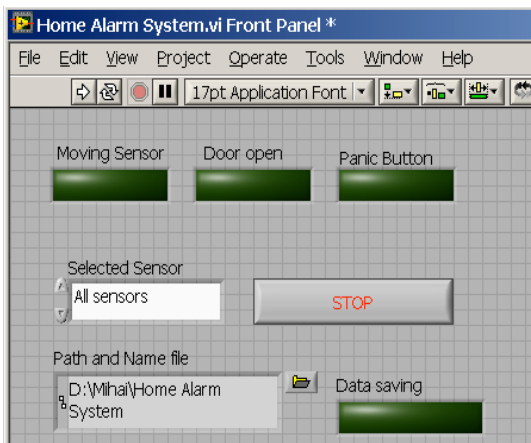 Home Alarm System.vi Front Panel *
File Edit View Project Operate Tools Window Help
17pt Application Font
Moving Sensor Door open Panic Button
Selected Sensor
All sensors
STOP
Path and Name file
D:\Mihai\Home Alarm
System
Data saving